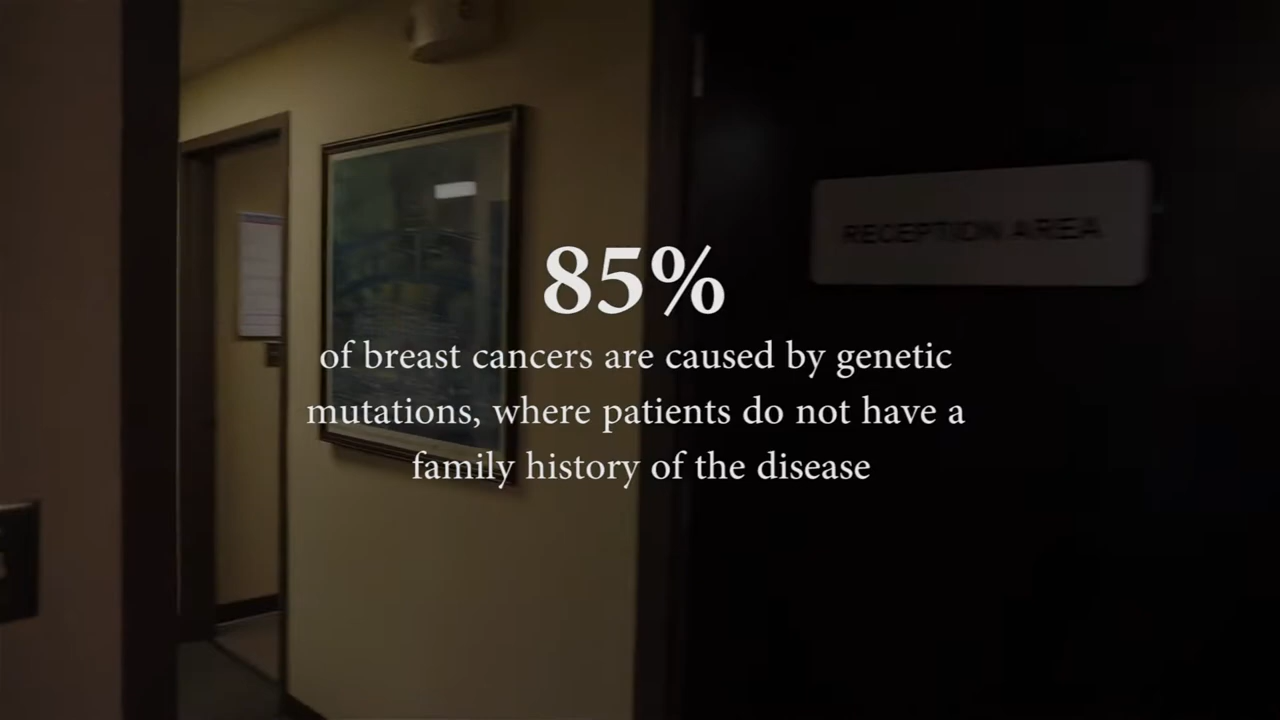 RECEPTION AREA
85%
of breast cancers are caused by genetic
mutations, where patients do not have a
family history of the disease